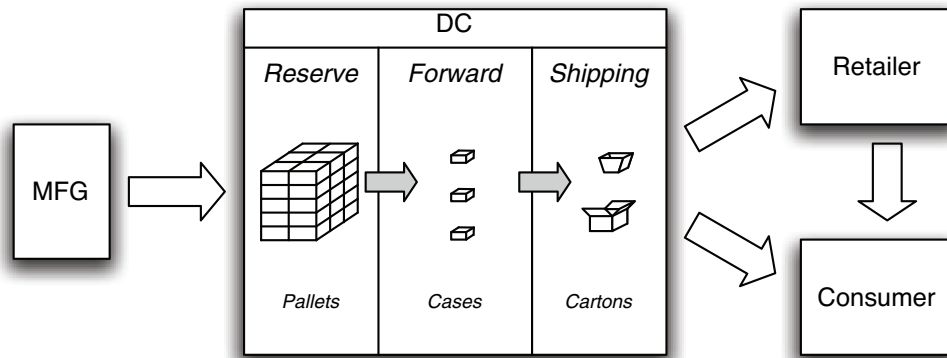 DC
Reserve
Forward
Shipping
Retailer
MFG
Pallets
Cases
Cartons
Consumer